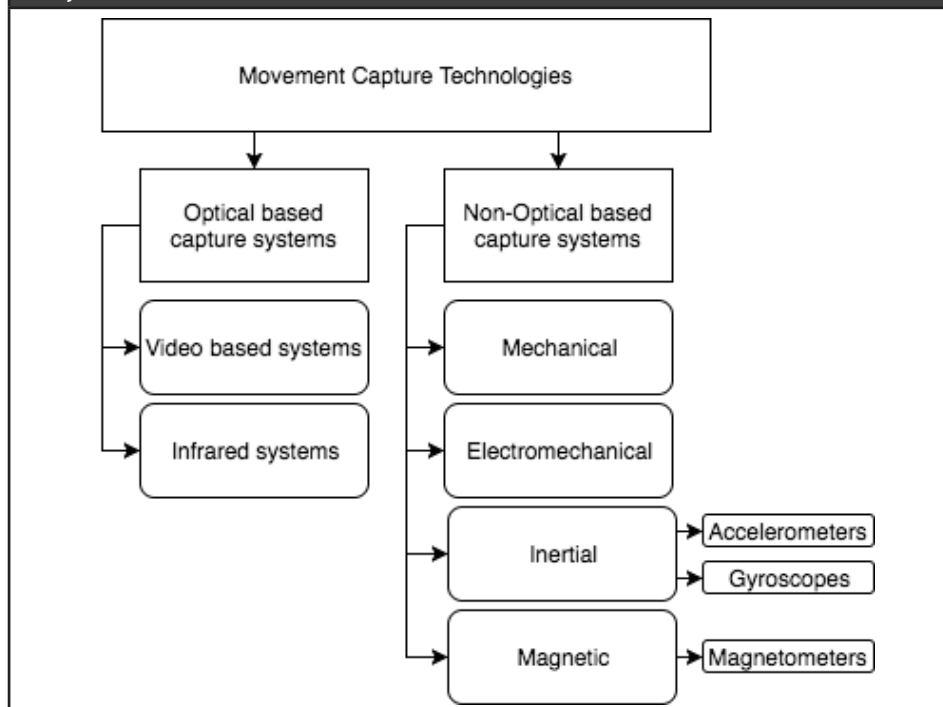 Movement Capture Technologies
Optical based
capture systems
Non-Optical based
capture systems
Video based systems
Mechanical
Infrared systems
Electromechanical
Inertial
Accelerometers
Gyroscopes
Magnetic
Magnetometers